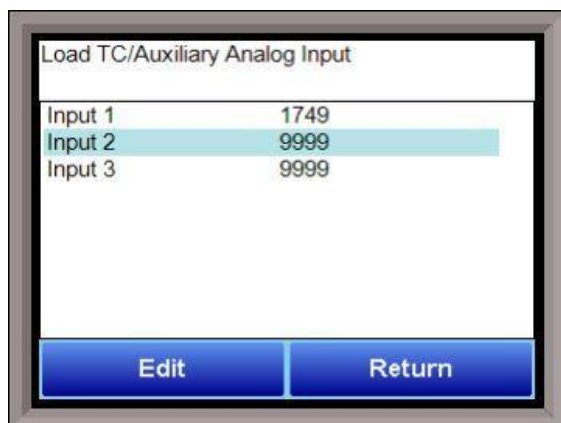 Load TC/Auxiliary Analog Input
Input 1 1749
Input 2 9999
Input 3 9999
Edit Return